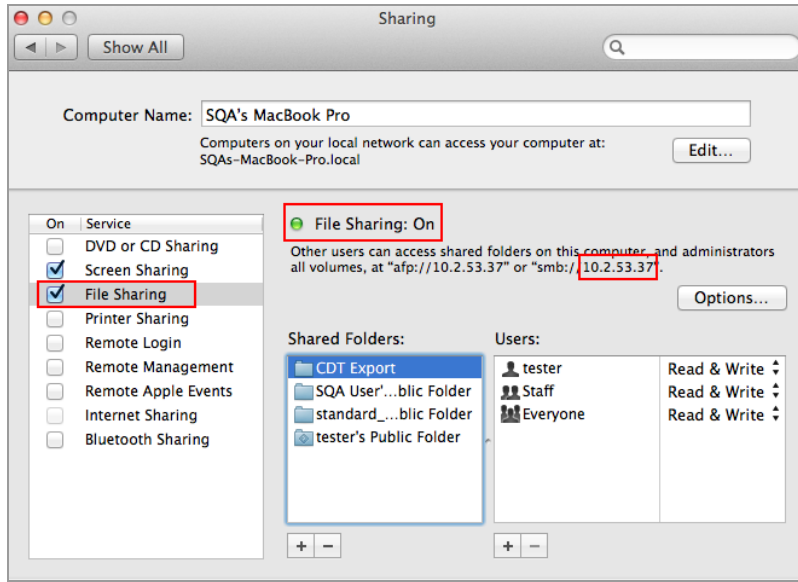 Sharing
Show All
Computer Name: SQA's MacBook Pro
Computers on your local network can access your computer at:
SQAs-MacBook-Pro.local
Edit...
On Service
DVD or CD Sharing
Screen Sharing
File Sharing
Printer Sharing
Remote Login
Remote Management
Remote Apple Events
Internet Sharing
Bluetooth Sharing
File Sharing: On
Other users can access shared folders on this computer, and administrators
all volumes, at “afp://10.2.53.37” or “smb://10.2.53.37”.
Options...
Shared Folders:
CDT Export
SQA User'...blic Folder
standard_...blic Folder
tester's Public Folder
Users:
tester Read & Write
Staff Read & Write
Everyone Read & Write